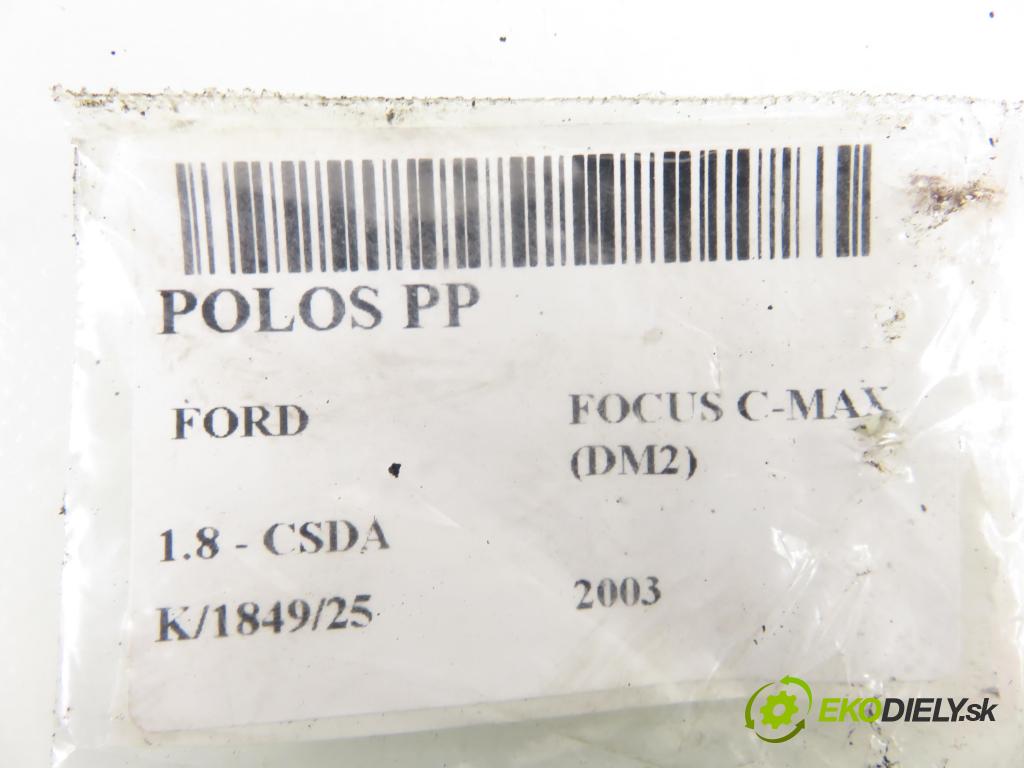 POLOS PP
FORD
FOCUS C-MAX
(DM2)
1.8 - CSDA
K/1849/25
2003
EKODIELY.sk